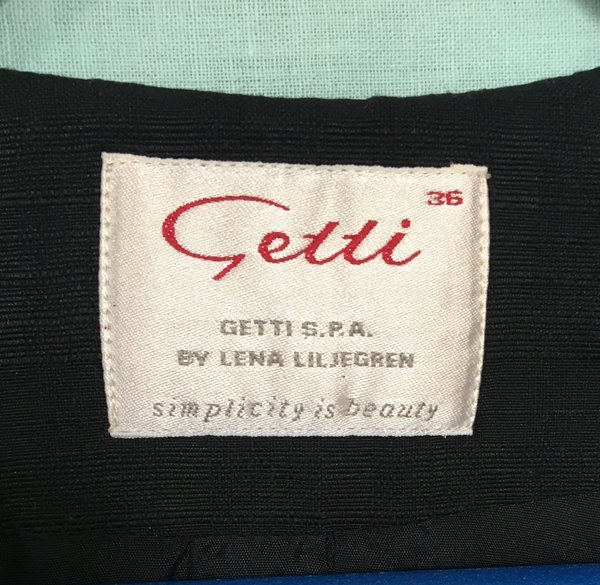 36
Getti
GETTI S.P.A.
BY LENA LILJEGREN
simplicity is beauty